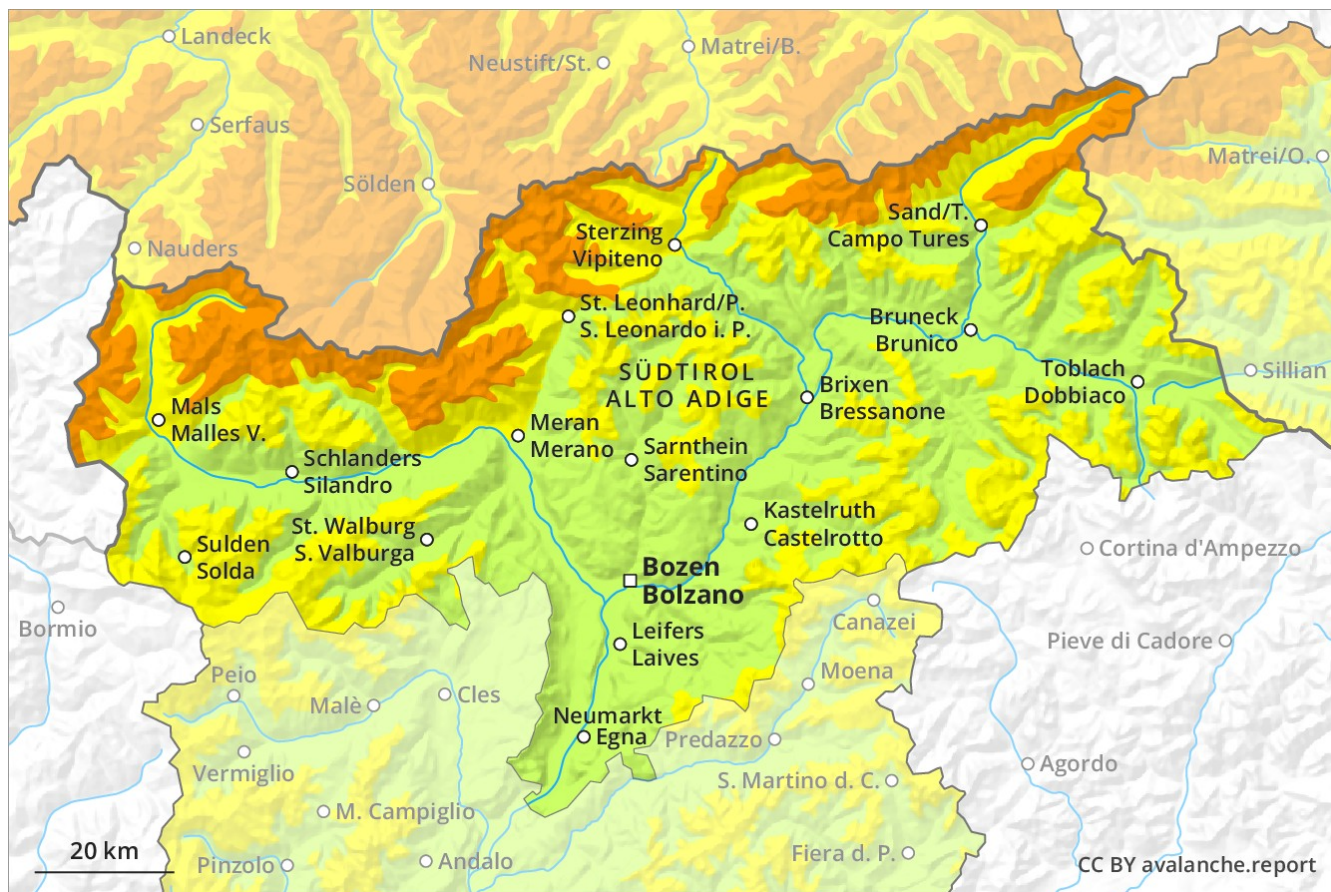 Landeck
Matrei/B.
Neustift/St.
Serfaus
Matrei/O.
Sölden
Sand/T.
Campo Tures
Nauders
Sterzing
Vipiteno
St. Leonhard/P.
S. Leonardo i. P.
Bruneck
Brunico
SÜDTIROL
ALTO ADIGE
Toblach
Dobbiaco
Sillian
Brixen
Bressanone
Mals
Malles V.
Meran
Merano
Sarnthein
Sarentino
Schlanders
Silandro
Kastelruth
Castelrotto
St. Walburg
S. Valburga
Sulden
Solda
Cortina d'Ampezzo
Bozen
Bolzano
Bormio
Canazei
Leifers
Laives
Pieve di Cadore
Peio
Moena
Malè
Cles
Neumarkt
Egna
Predazzo
Vermiglio
Agordo
S. Martino d. C.
M. Campiglio
20 km
Pinzolo
Andalo
Fiera d. P.
CC BY avalanche.report